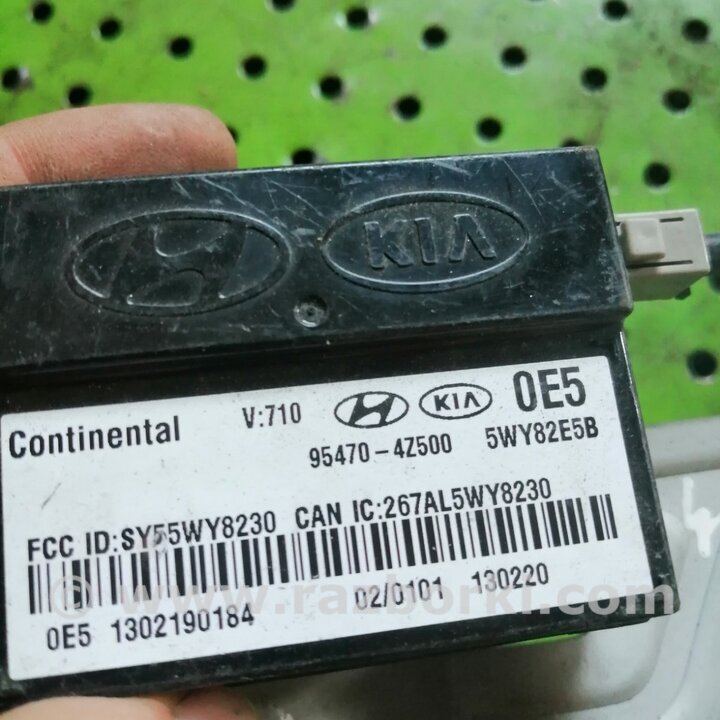 KIA
Continental V:710 KIA 0E5
95470-4Z500 5WY82E5B
FCC ID:SY55WY8230 CAN IC:267AL5WY8230
02/0101 130220
0E5 1302190184
© www.razborki.com